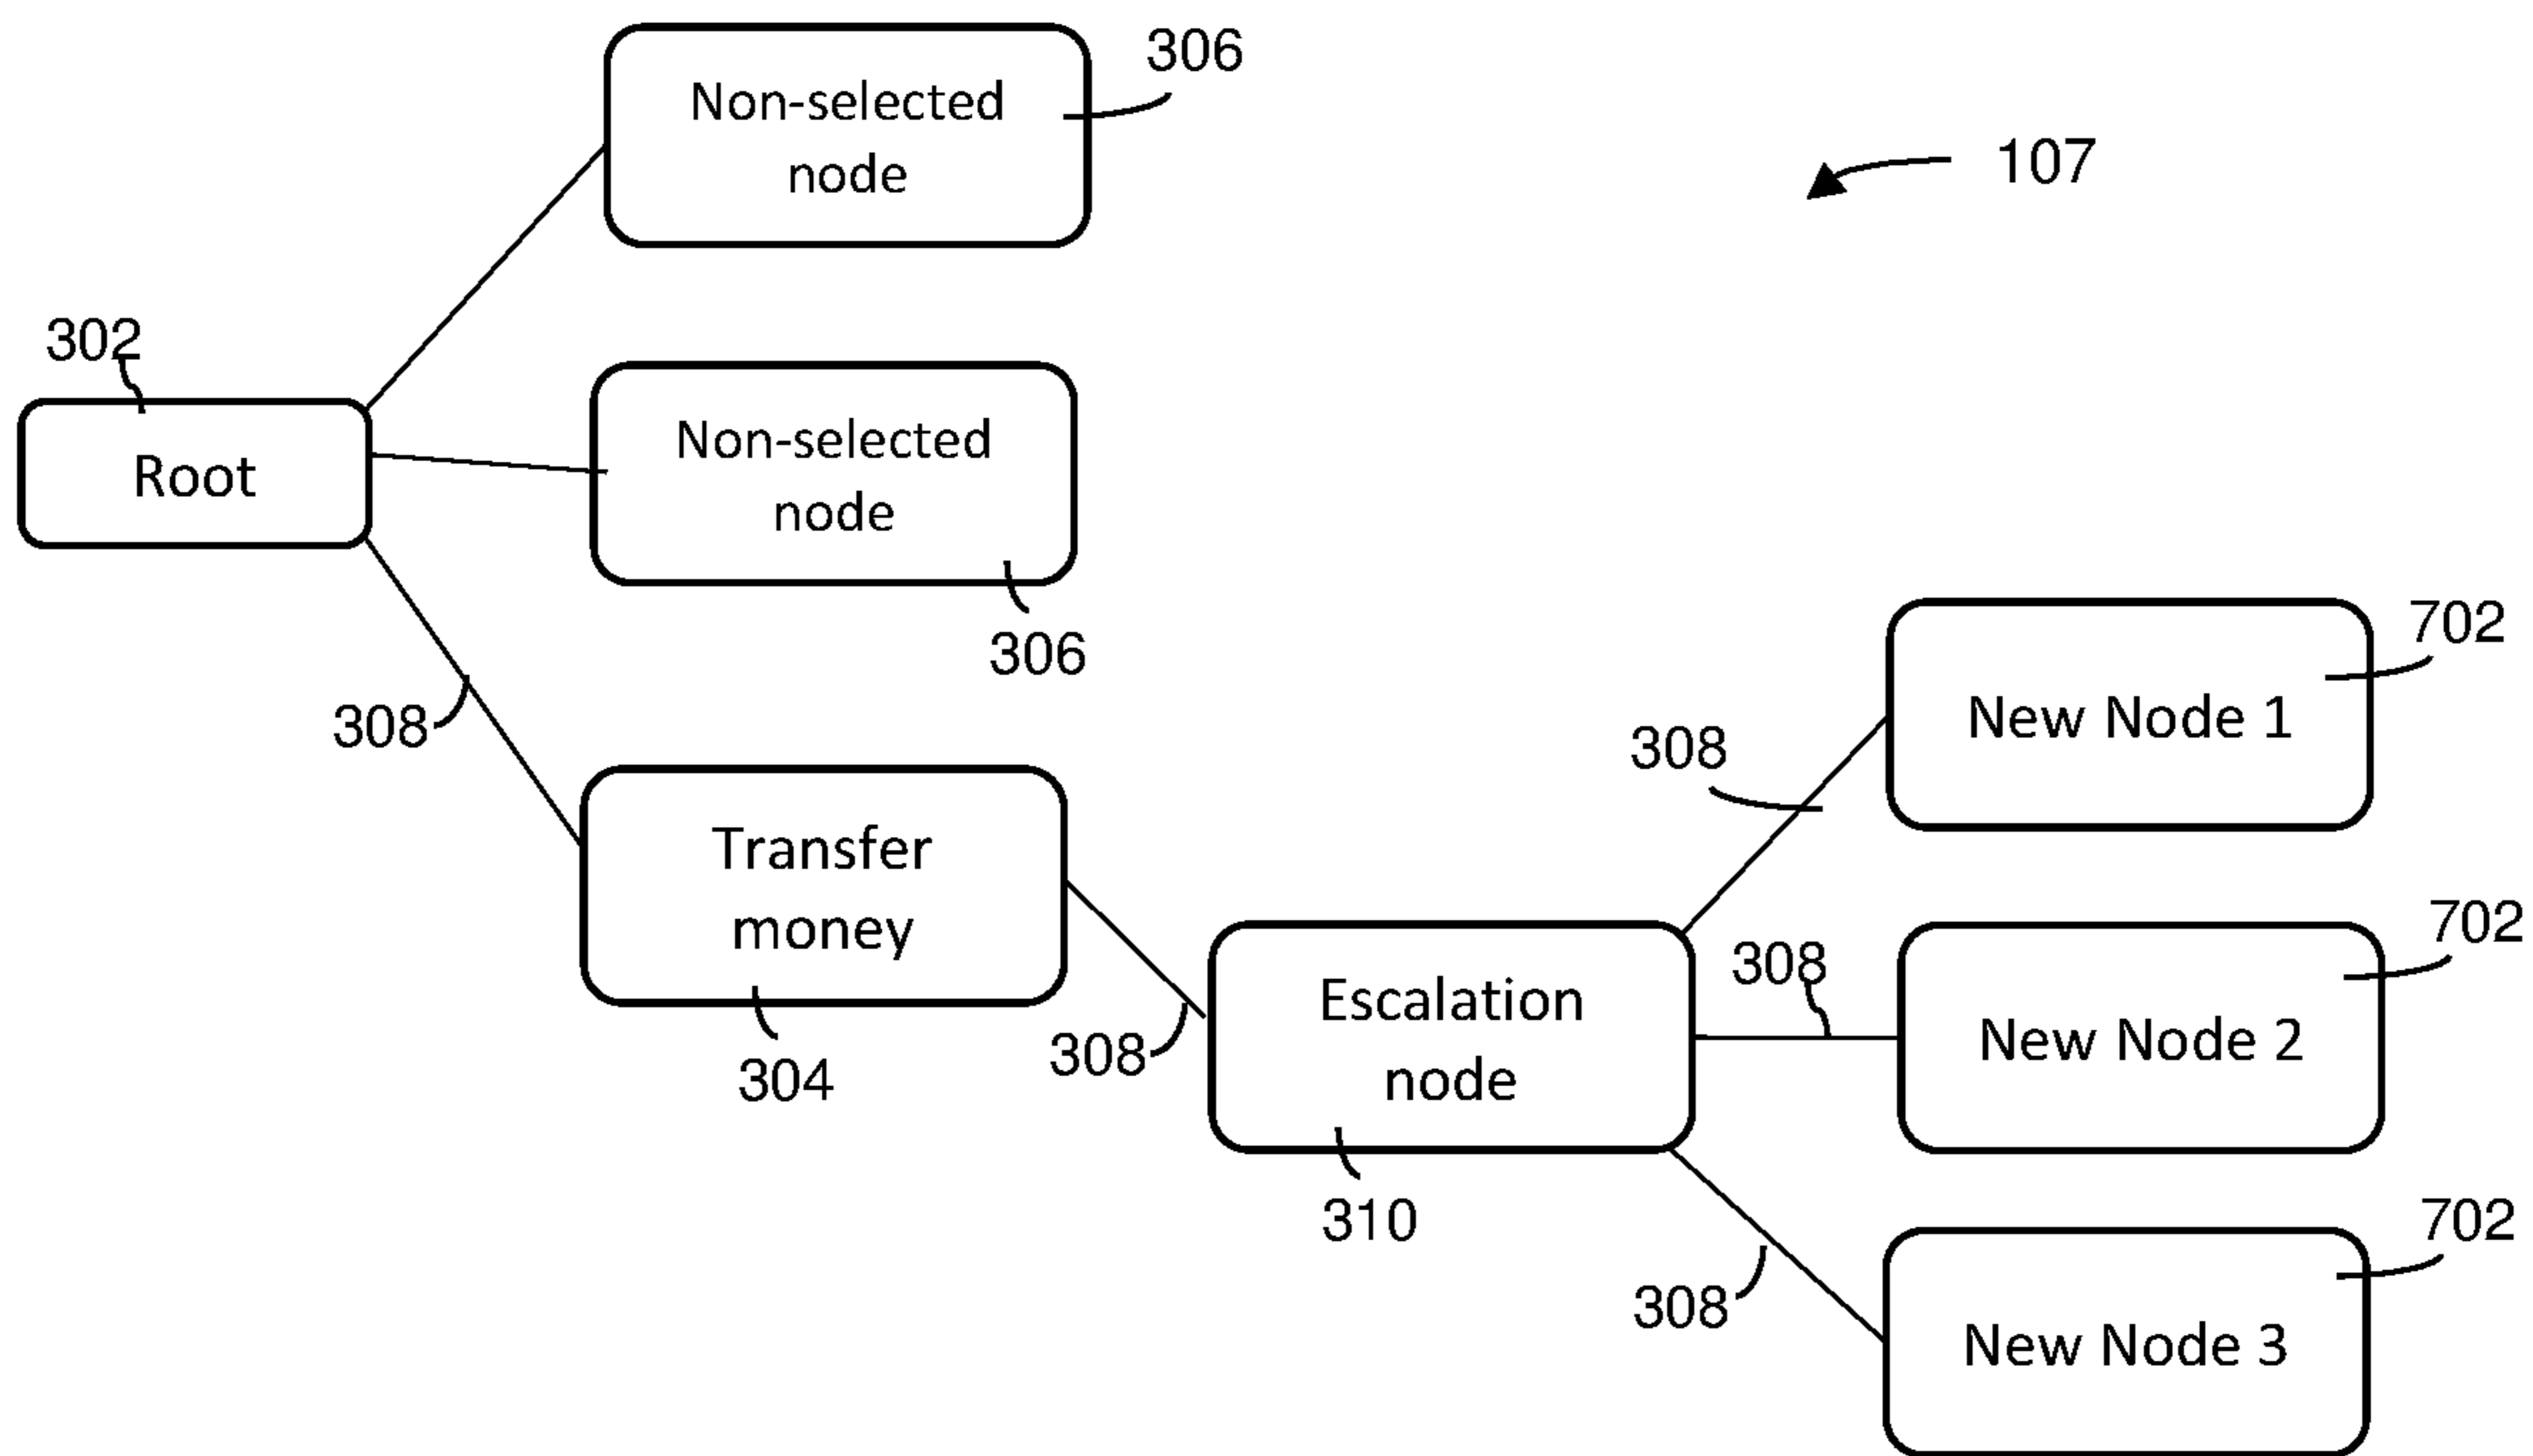 306
Non-selected
node
107
302
Root
Non-selected
node
306
308
Transfer
money
304
308
Escalation
node
310
308
New Node 1
702
308
New Node 2
702
308
New Node 3
702